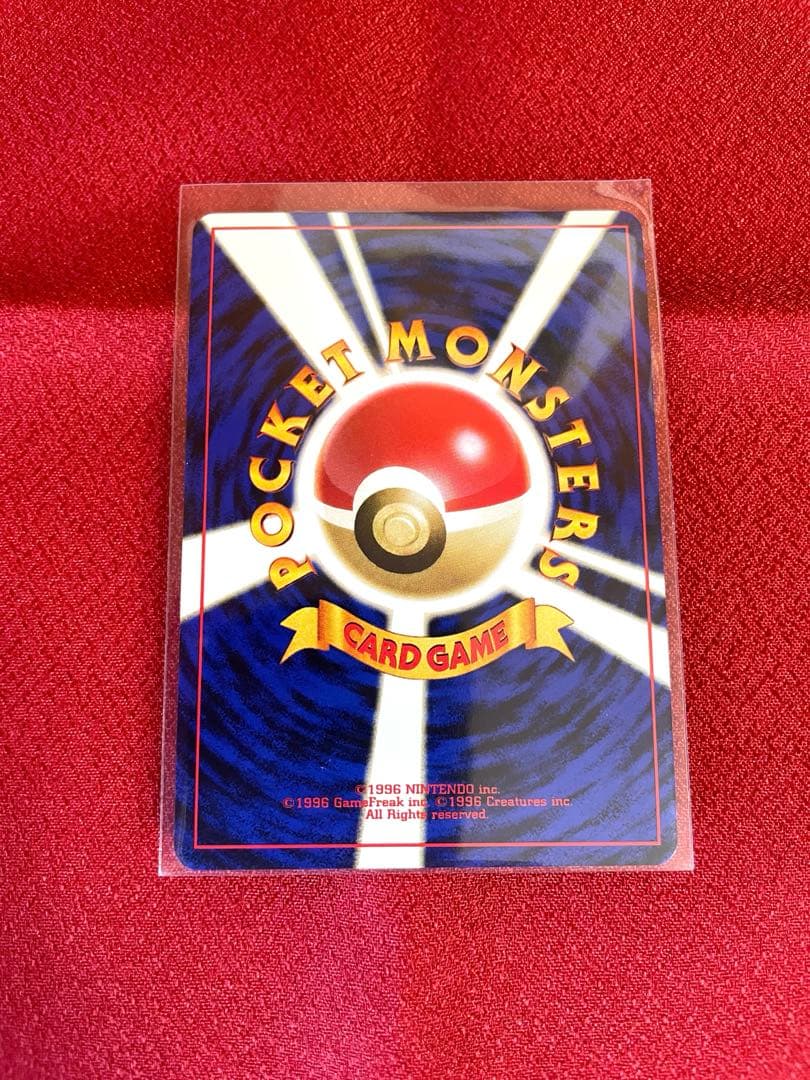 POCKET MONSTERS
CARD GAME
©1996 NINTENDO inc.
©1996 GameFreak inc. ©1996 Creatures inc.
All Rights reserved.